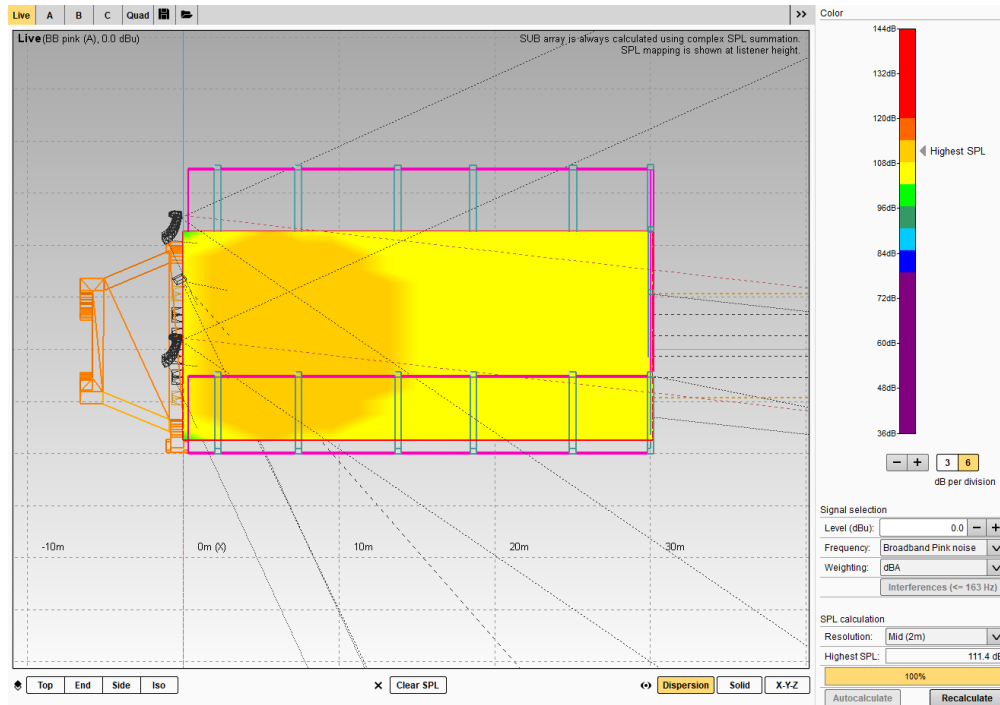 Live A B C Quad >>
Live (BB pink (A), 0.0 dBu)
SUB array is always calculated using complex SPL summation.
SPL mapping is shown at listener height.
-10m 0m (X) 10m 20m 30m
Top End Side Iso Clear SPL Dispersion Solid X-Y-Z
Color
144dB
132dB
120dB
Highest SPL
108dB
96dB
84dB
72dB
60dB
48dB
36dB
− + 3 6
dB per division
Signal selection
Level (dBu): 0.0 − +
Frequency: Broadband Pink noise
Weighting: dBA
Interferences (<= 163 Hz)
SPL calculation
Resolution: Mid (2m)
Highest SPL: 111.4 dB
100%
Autocalculate Recalculate